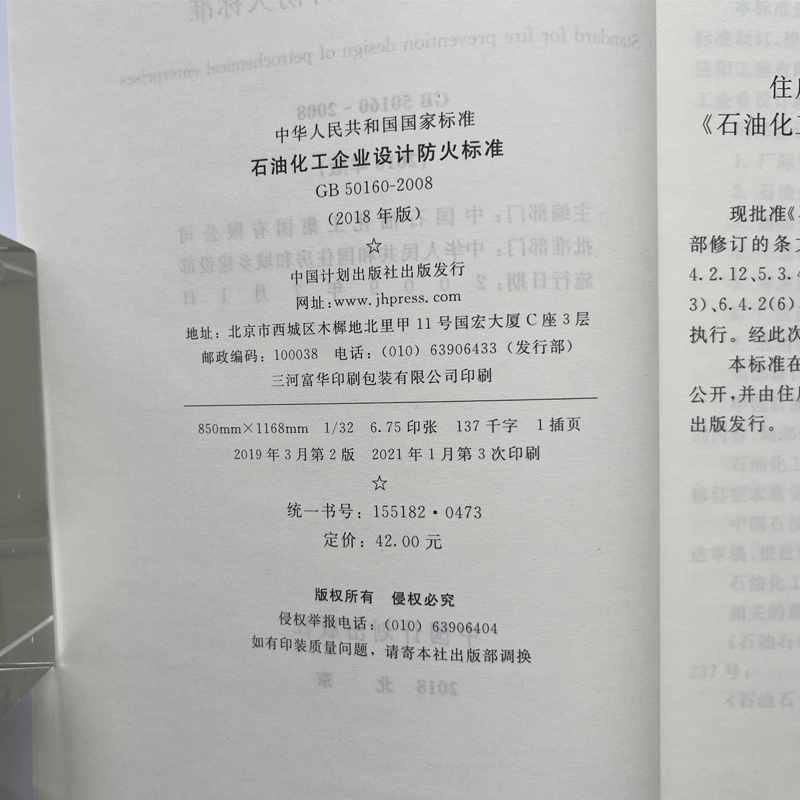 中华人民共和国国家标准
石油化工企业设计防火标准
GB 50160-2008
（2018 年版）
☆
中国计划出版社出版发行
网址：www.jhpress.com
地址：北京市西城区木樨地北里甲 11 号国宏大厦 C 座 3 层
邮政编码：100038 电话：（010）63906433（发行部）
三河富华印刷包装有限公司印刷
850mm×1168mm 1/32 6.75 印张 137 千字 1 插页
2019 年 3 月第 2 版 2021 年 1 月第 3 次印刷
☆
统一书号：155182・0473
定价：42.00 元
版权所有 侵权必究
侵权举报电话：（010）63906404
如有印装质量问题，请寄本社出版部调换
《石油化
现批准《
部修订的条
4.2.12、5.3.4
3)、6.4.2(6)
执行。经此次
本标准在
公开，并由住
出版发行。